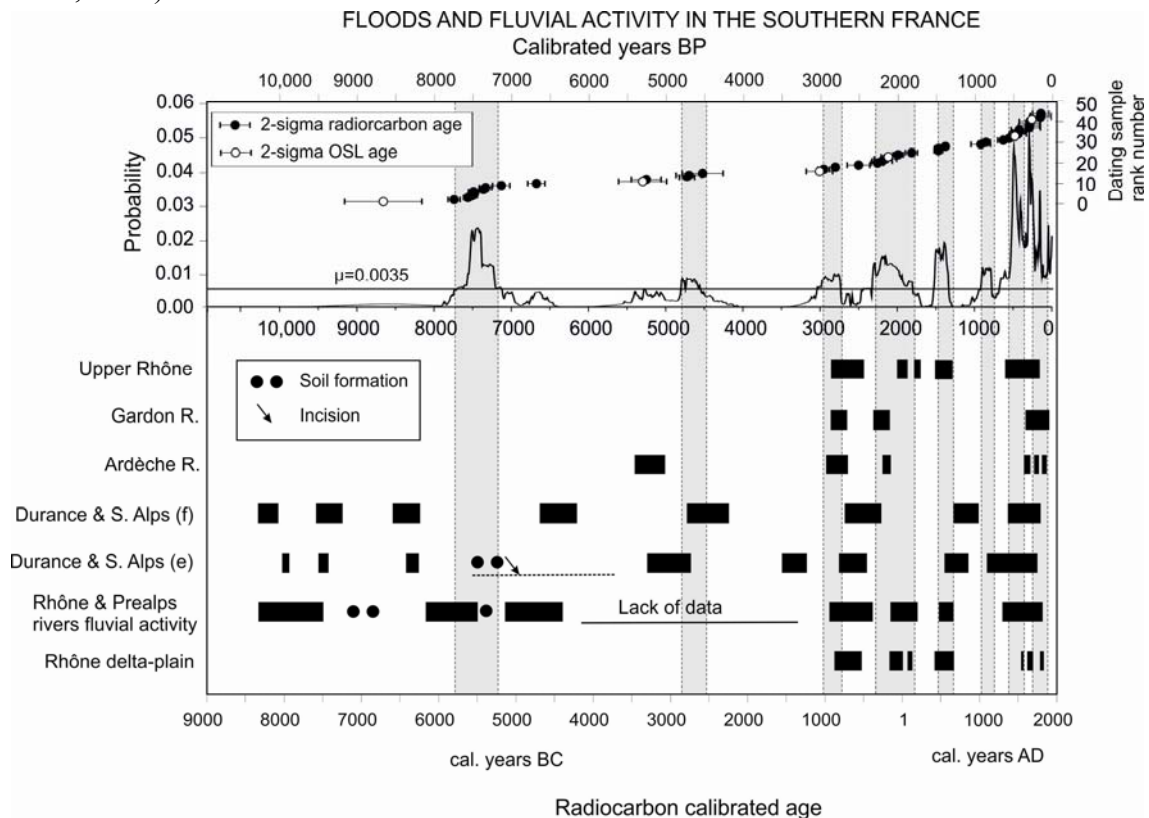 FLOODS AND FLUVIAL ACTIVITY IN THE SOUTHERN FRANCE
Calibrated years BP
10,000 9000 8000 7000 6000 5000 4000 3000 2000 1000 0
0.06
0.05
0.04
0.03
0.02
0.01
0.00
Probability
2-sigma radiorcarbon age
2-sigma OSL age
μ=0.0035
50
40
30
20
10
0
Dating sample
rank number
10,000 9000 8000 7000 6000 5000 4000 3000 2000 1000 0
Soil formation
Incision
Upper Rhône
Gardon R.
Ardèche R.
Durance & S. Alps (f)
Durance & S. Alps (e)
Rhône & Prealps
rivers fluvial activity
Lack of data
Rhône delta-plain
9000 8000 7000 6000 5000 4000 3000 2000 1000 1 1000 2000
cal. years BC
cal. years AD
Radiocarbon calibrated age